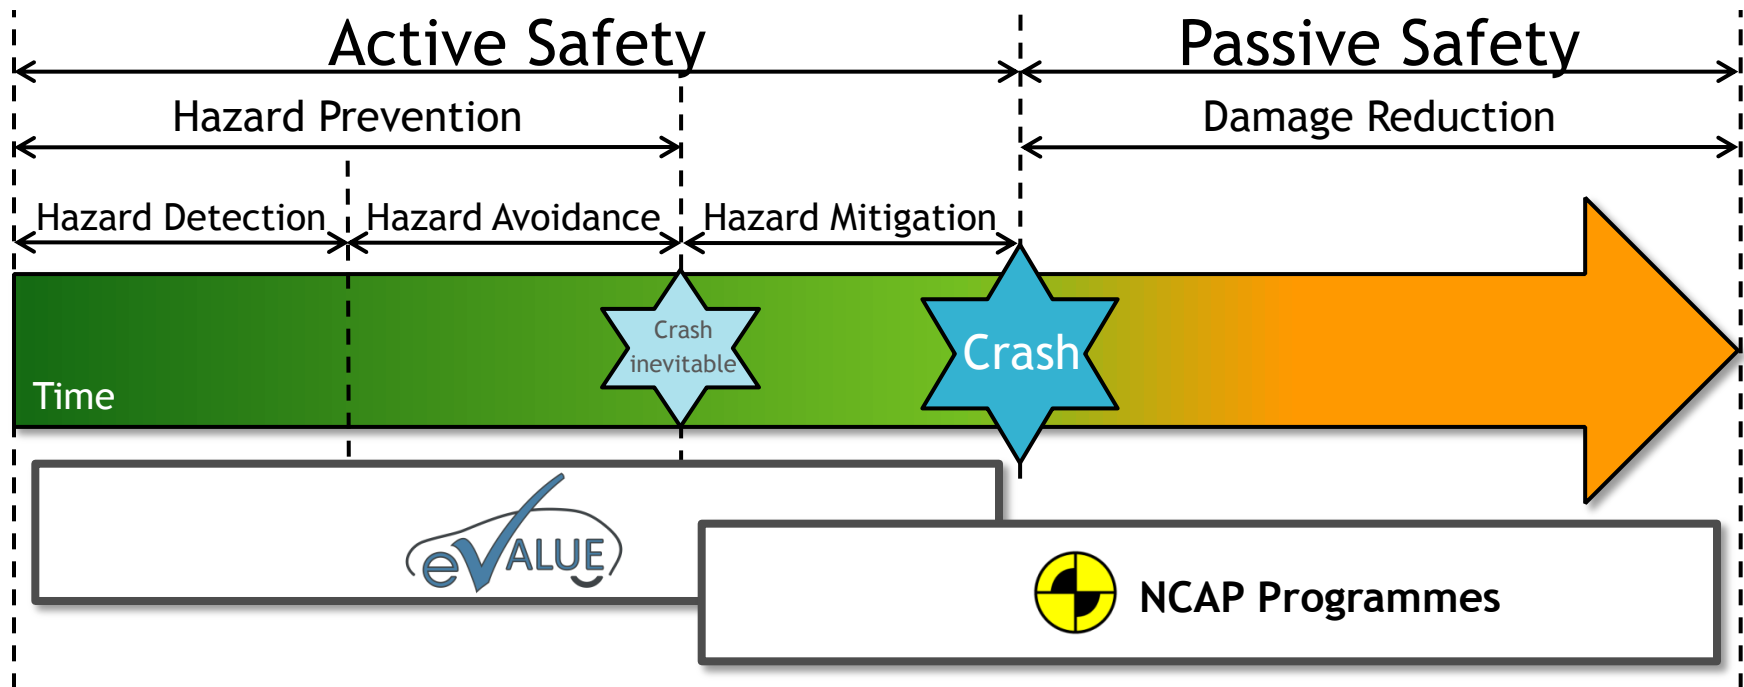 Active Safety
Passive Safety
Hazard Prevention
Damage Reduction
Hazard Detection
Hazard Avoidance
Hazard Mitigation
Crash
inevitable
Crash
Time
eVALUE
NCAP Programmes